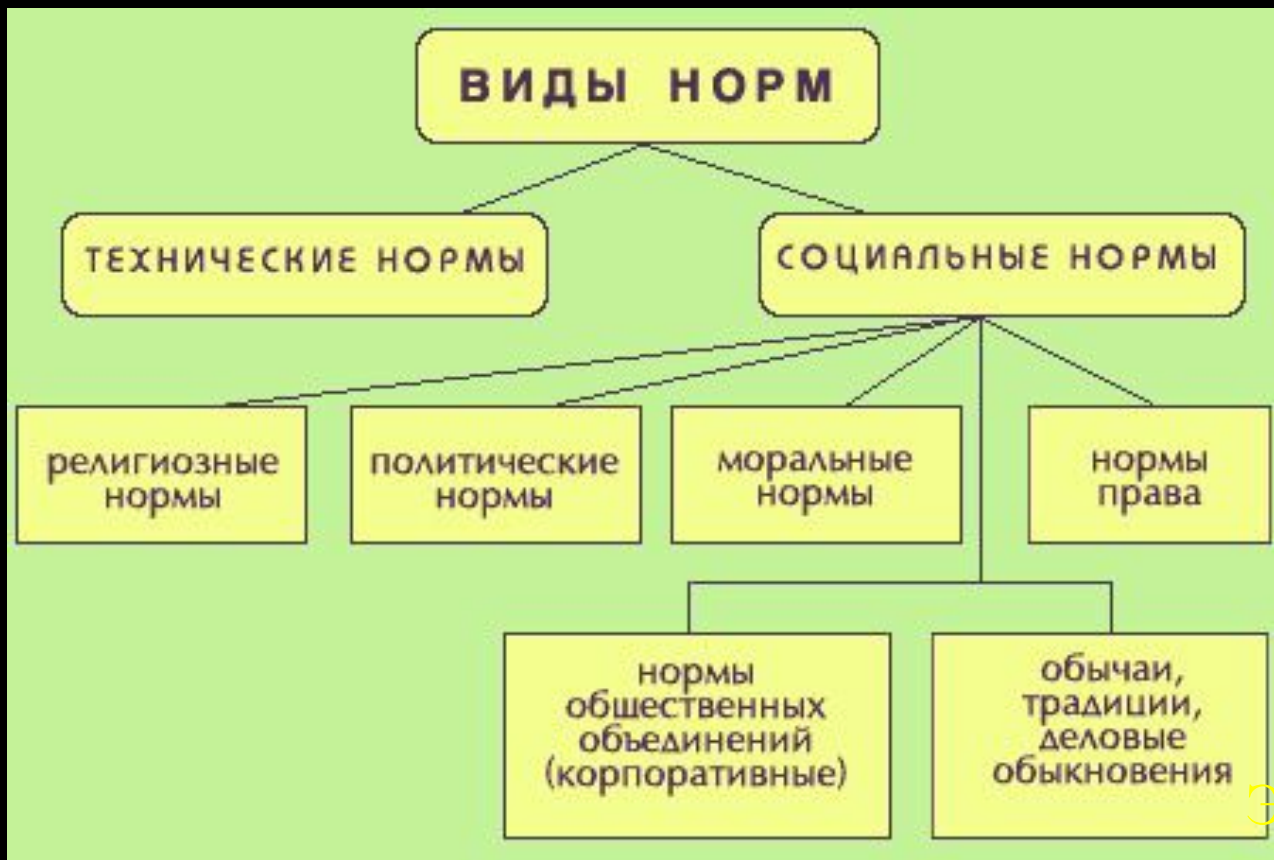 ВИДЫ НОРМ
ТЕХНИЧЕСКИЕ НОРМЫ
СОЦИАЛЬНЫЕ НОРМЫ
религиозные
нормы
политические
нормы
моральные
нормы
нормы
права
нормы
общественных
объединений
(корпоративные)
обычаи,
традиции,
деловые
обыкновения
Э